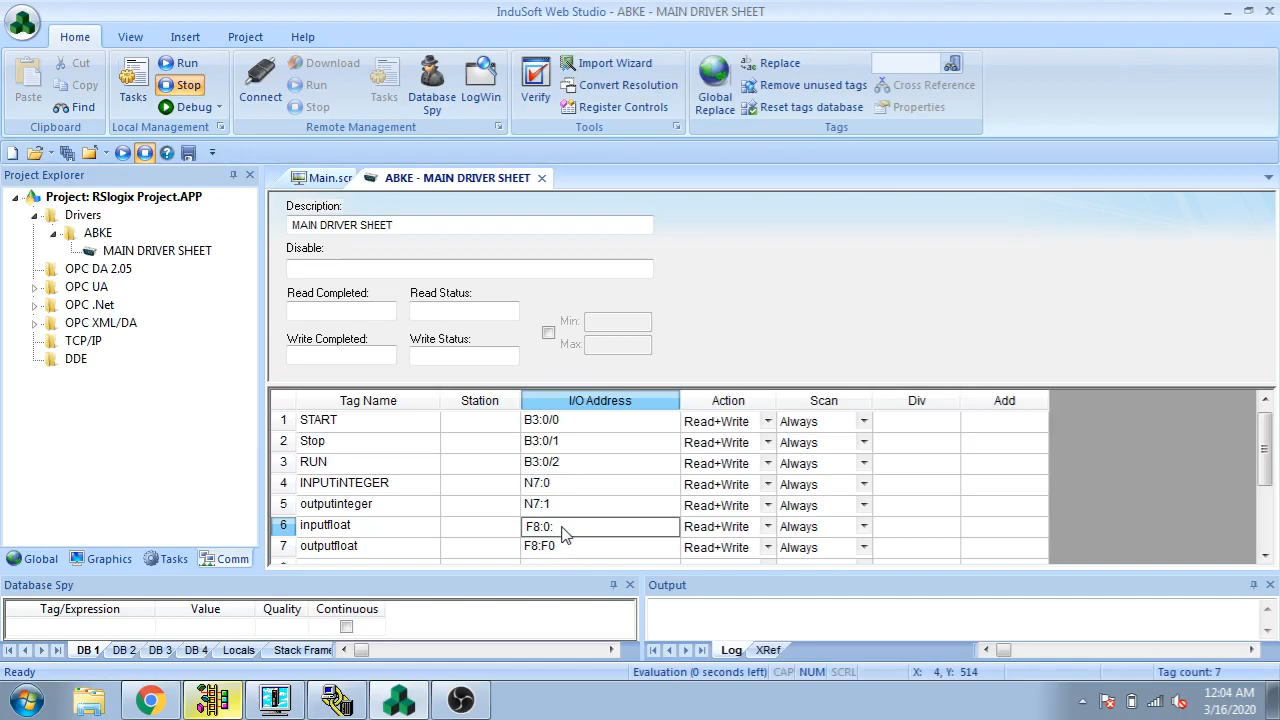 InduSoft Web Studio - ABKE - MAIN DRIVER SHEET
Home View Insert Project Help
Paste
Cut
Copy
Find
Clipboard
Tasks
Run
Stop
Debug
Local Management
Connect
Download
Run
Stop
Tasks
Database Spy
LogWin
Remote Management
Verify
Import Wizard
Convert Resolution
Register Controls
Tools
Global Replace
Replace
Remove unused tags
Reset tags database
Cross Reference
Properties
Tags
Project Explorer
Project: RSlogix Project.APP
Drivers
ABKE
MAIN DRIVER SHEET
OPC DA 2.05
OPC UA
OPC .Net
OPC XML/DA
TCP/IP
DDE
Global Graphics Tasks Comm
Main.scr ABKE - MAIN DRIVER SHEET
Description:
MAIN DRIVER SHEET
Disable:
Read Completed: Read Status:
Min:
Write Completed: Write Status:
Max:
Tag Name Station I/O Address Action Scan Div Add
1 START B3:0/0 Read+Write Always
2 Stop B3:0/1 Read+Write Always
3 RUN B3:0/2 Read+Write Always
4 INPUTiNTEGER N7:0 Read+Write Always
5 outputinteger N7:1 Read+Write Always
6 inputfloat F8:0: Read+Write Always
7 outputfloat F8:F0 Read+Write Always
Database Spy
Tag/Expression Value Quality Continuous
DB 1 DB 2 DB 3 DB 4 Locals Stack Frame
Output
Log XRef
Ready Evaluation (0 seconds left) CAP NUM SCRL X: 4, Y: 514 Tag count: 7
12:04 AM
3/16/2020